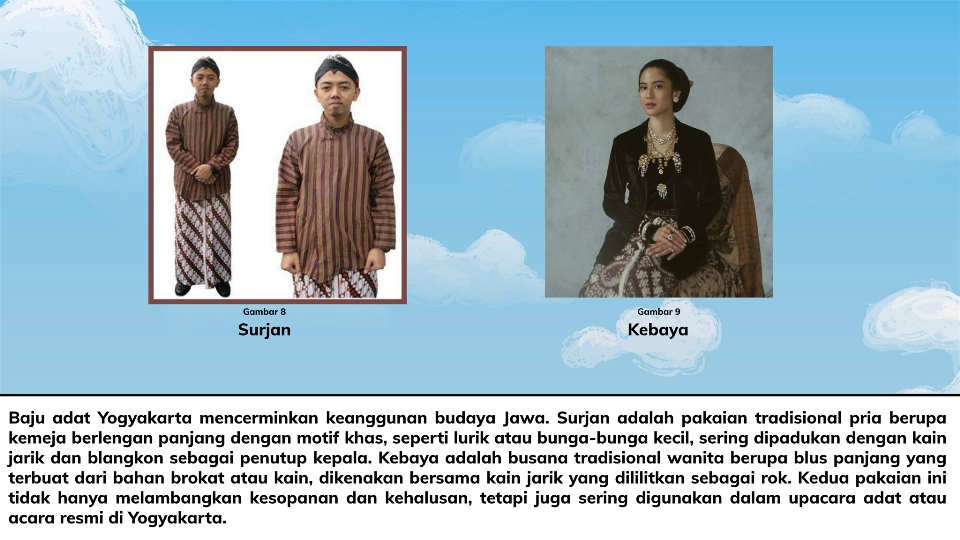 Gambar 8
Surjan
Gambar 9
Kebaya
Baju adat Yogyakarta mencerminkan keanggunan budaya Jawa. Surjan adalah pakaian tradisional pria berupa
kemeja berlengan panjang dengan motif khas, seperti lurik atau bunga-bunga kecil, sering dipadukan dengan kain
jarik dan blangkon sebagai penutup kepala. Kebaya adalah busana tradisional wanita berupa blus panjang yang
terbuat dari bahan brokat atau kain, dikenakan bersama kain jarik yang dililitkan sebagai rok. Kedua pakaian ini
tidak hanya melambangkan kesopanan dan kehalusan, tetapi juga sering digunakan dalam upacara adat atau
acara resmi di Yogyakarta.